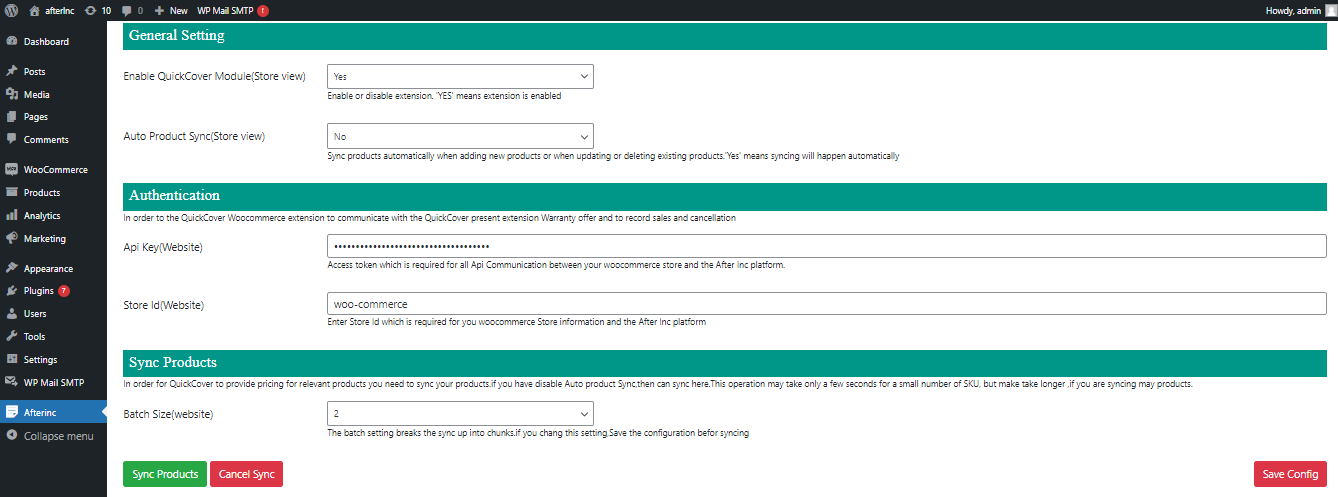 afterInc 10 0 New WP Mail SMTP ! Howdy, admin
Dashboard
Posts
Media
Pages
Comments
WooCommerce
Products
Analytics
Marketing
Appearance
Plugins 7
Users
Tools
Settings
WP Mail SMTP
Afterinc
Collapse menu
General Setting
Enable QuickCover Module(Store view) Yes
Enable or disable extension. 'YES' means extension is enabled
Auto Product Sync(Store view) No
Sync products automatically when adding new products or when updating or deleting existing products.'Yes' means syncing will happen automatically
Authentication
In order to the QuickCover Woocommerce extension to communicate with the QuickCover present extension Warranty offer and to record sales and cancellation
Api Key(Website) ••••••••••••••••••••••••••••••••••••
Access token which is required for all Api Communication between your woocommerce store and the After Inc platform.
Store Id(Website) woo-commerce
Enter Store Id which is required for you woocommerce Store information and the After Inc platform
Sync Products
In order for QuickCover to provide pricing for relevant products you need to sync your products.if you have disable Auto product Sync,then can sync here.This operation may take only a few seconds for a small number of SKU, but make take longer ,if you are syncing may products.
Batch Size(website) 2
The batch setting breaks the sync up into chunks.if you chang this setting,Save the configuration befor syncing
Sync Products Cancel Sync Save Config